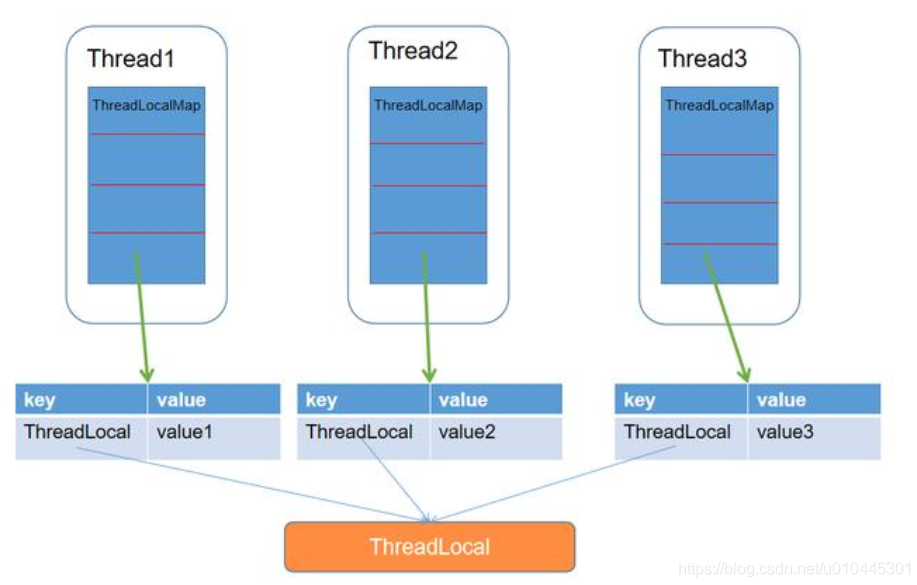 Thread1
Thread2
Thread3
ThreadLocalMap
ThreadLocalMap
ThreadLocalMap
key value
ThreadLocal value1
key value
ThreadLocal value2
key value
ThreadLocal value3
ThreadLocal
https://blog.csdn.net/u010445301